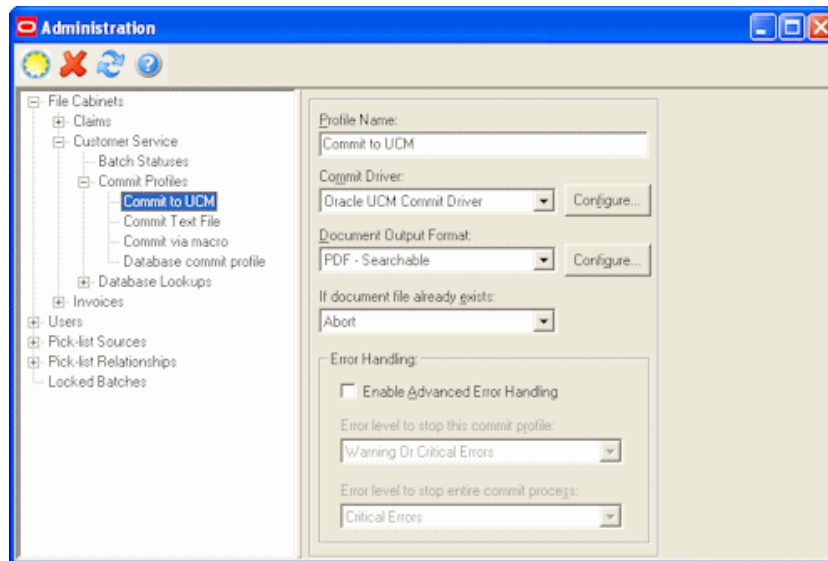 Administration
File Cabinets
Claims
Customer Service
Batch Statuses
Commit Profiles
Commit to UCM
Commit Text File
Commit via macro
Database commit profile
Database Lookups
Invoices
Users
Pick-list Sources
Pick-list Relationships
Locked Batches
Profile Name:
Commit to UCM
Commit Driver:
Oracle UCM Commit Driver
Configure...
Document Output Format:
PDF - Searchable
Configure...
If document file already exists:
Abort
Error Handling:
Enable Advanced Error Handling
Error level to stop this commit profile:
Warning Or Critical Errors
Error level to stop entire commit process:
Critical Errors